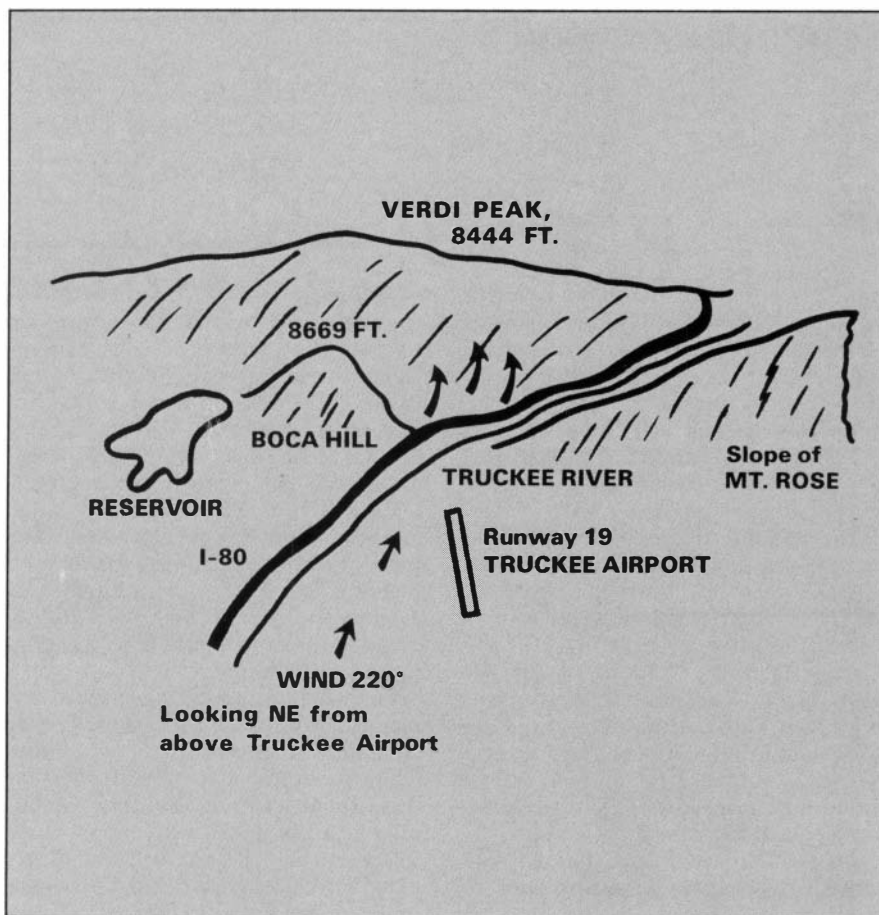 VERDI PEAK,
8444 FT.
8669 FT.
BOCA HILL
RESERVOIR
TRUCKEE RIVER
Slope of
MT. ROSE
I-80
Runway 19
TRUCKEE AIRPORT
WIND 220°
Looking NE from
above Truckee Airport